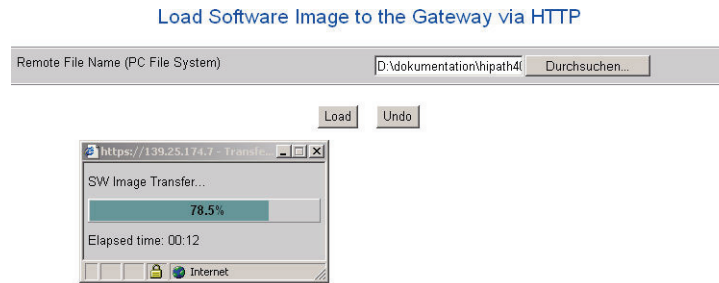 Load Software Image to the Gateway via HTTP
Remote File Name (PC File System) D:\dokumentation\hipath4( Durchsuchen...
Load Undo
https://139.25.174.7 - Transfe...
SW Image Transfer...
78.5%
Elapsed time: 00:12
Internet